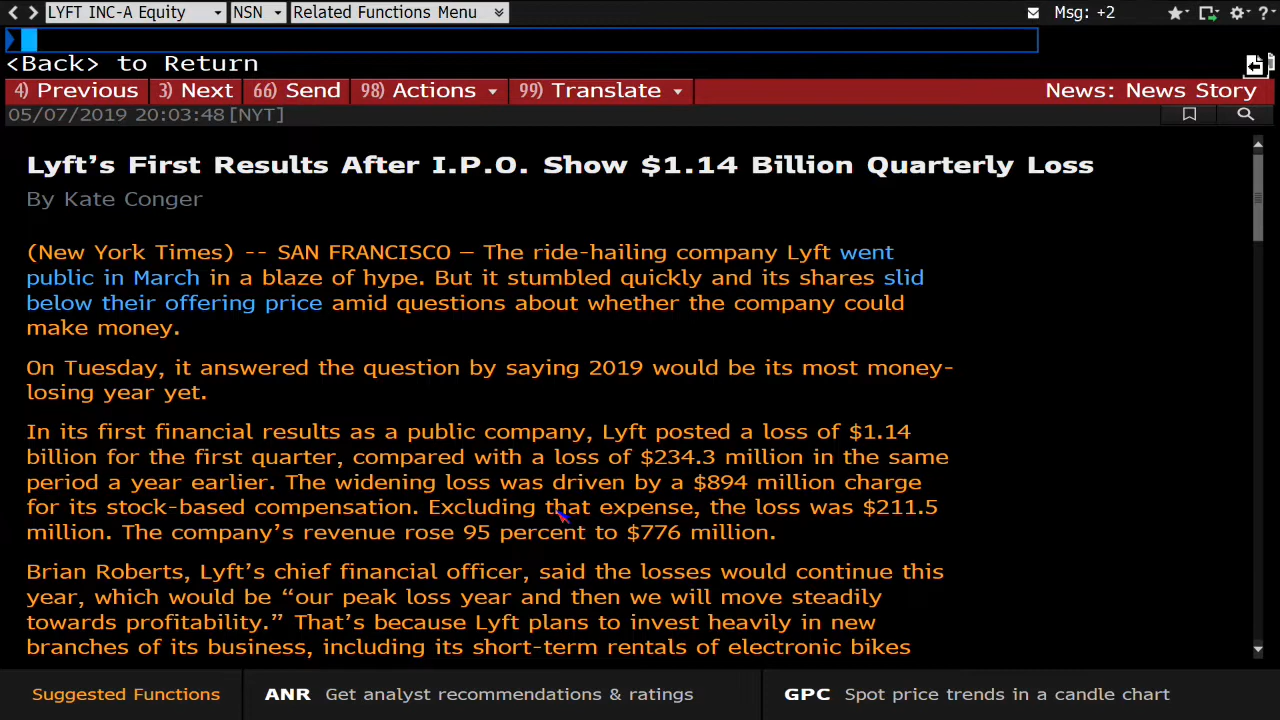 LYFT INC-A Equity NSN Related Functions Menu Msg: +2 ?
<Back> to Return
4) Previous 3) Next 66) Send 98) Actions 99) Translate News: News Story
05/07/2019 20:03:48 [NYT]
Lyft’s First Results After I.P.O. Show $1.14 Billion Quarterly Loss
By Kate Conger
(New York Times) -- SAN FRANCISCO — The ride-hailing company Lyft went
public in March in a blaze of hype. But it stumbled quickly and its shares slid
below their offering price amid questions about whether the company could
make money.
On Tuesday, it answered the question by saying 2019 would be its most money-
losing year yet.
In its first financial results as a public company, Lyft posted a loss of $1.14
billion for the first quarter, compared with a loss of $234.3 million in the same
period a year earlier. The widening loss was driven by a $894 million charge
for its stock-based compensation. Excluding that expense, the loss was $211.5
million. The company’s revenue rose 95 percent to $776 million.
Brian Roberts, Lyft’s chief financial officer, said the losses would continue this
year, which would be “our peak loss year and then we will move steadily
towards profitability.” That’s because Lyft plans to invest heavily in new
branches of its business, including its short-term rentals of electronic bikes
Suggested Functions ANR Get analyst recommendations & ratings GPC Spot price trends in a candle chart